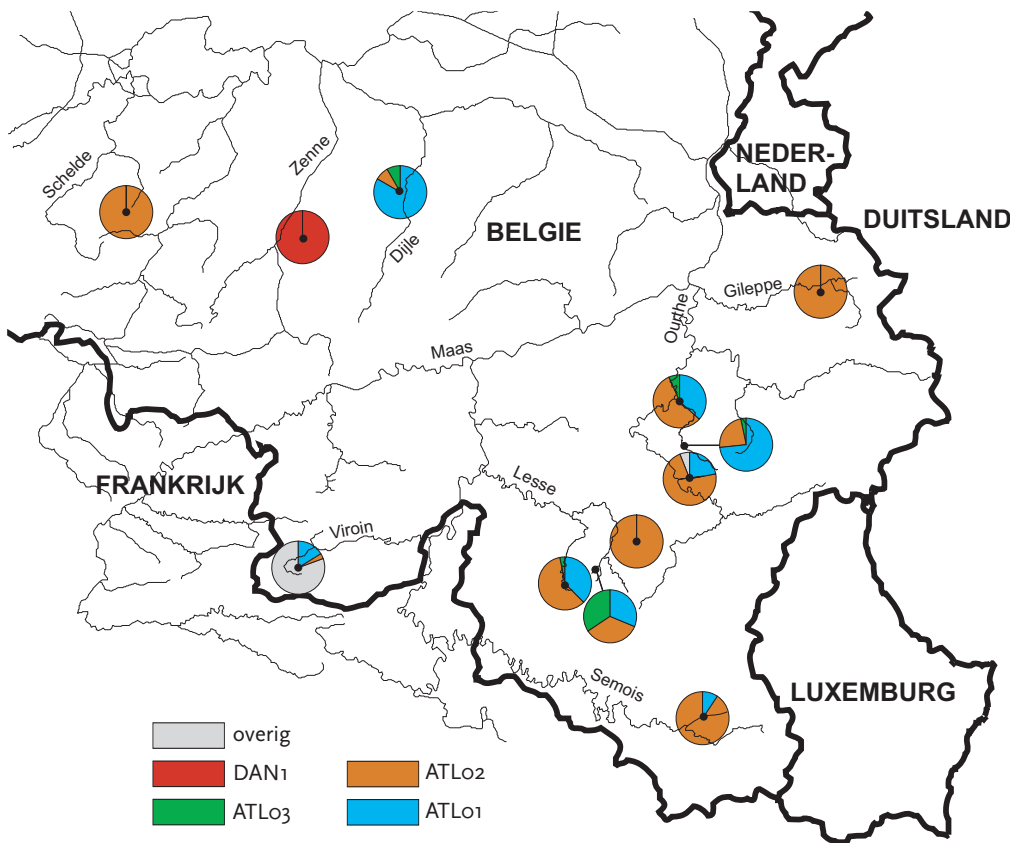 NEDER-
LAND
Schelde
Zenne
Dijle
BELGIE
DUITSLAND
Gileppe
Ourthe
Maas
FRANKRIJK
Lesse
Viroin
Semois
LUXEMBURG
overig
DAN1
ATL02
ATL03
ATL01